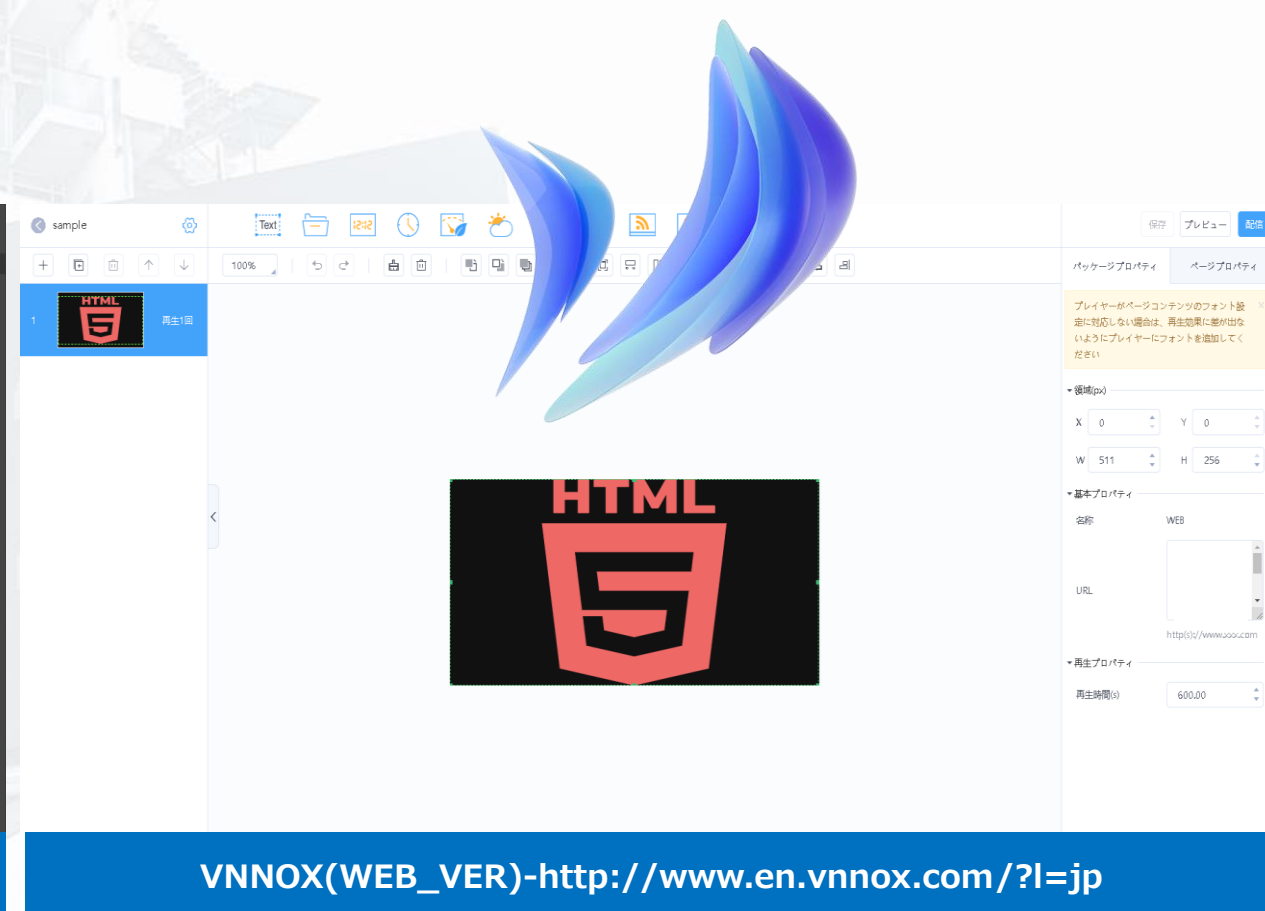 sample
Text
12:12
保存
プレビュー
配信
100%
パッケージプロパティ
ページプロパティ
1
HTML
5
再生1回
プレイヤーがページコンテンツのフォント設
定に対応しない場合は、再生効果に差が出な
いようにプレイヤーにフォントを追加してく
ださい
領域(px)
X 0
Y 0
W 511
H 256
基本プロパティ
名称 WEB
URL
http(s)://www.xxx.com
再生プロパティ
再生時間(s) 600.00
HTML
5
VNNOX(WEB_VER)-http://www.en.vnnox.com/?l=jp